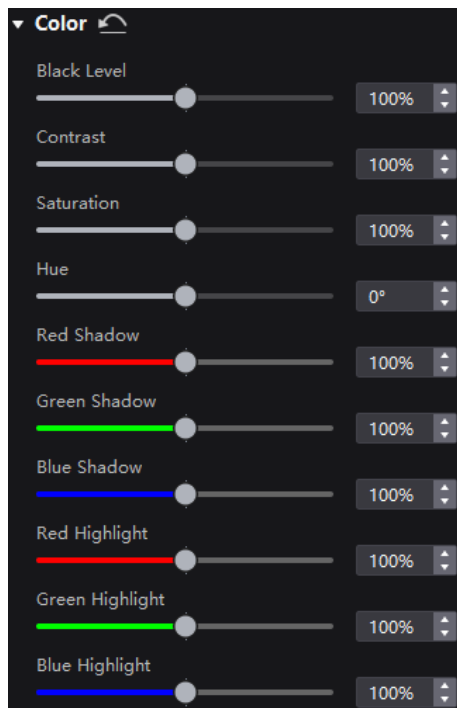 Color
Black Level
100%
Contrast
100%
Saturation
100%
Hue
0°
Red Shadow
100%
Green Shadow
100%
Blue Shadow
100%
Red Highlight
100%
Green Highlight
100%
Blue Highlight
100%